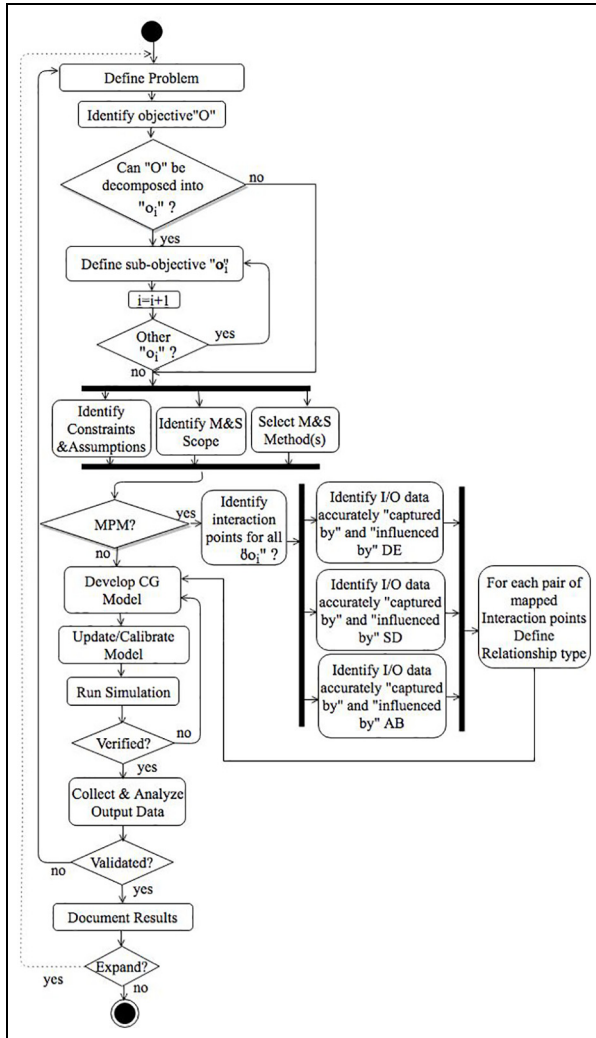 Define Problem
Identify objective"O"
Can "O" be
decomposed into
"oi" ?
no
yes
Define sub-objective "oi"
i=i+1
Other
"oi" ?
yes
no
Identify
Constraints
&Assumptions
Identify M&S
Scope
Select M&S
Method(s)
MPM?
yes
no
Identify
interaction
points for all
"oi" ?
Identify I/O data
accurately "captured
by" and "influenced
by" DE
Identify I/O data
accurately "captured
by" and "influenced
by" SD
Identify I/O data
accurately "captured
by" and "influenced
by" AB
For each pair of
mapped
Interaction points
Define
Relationship type
Develop CG
Model
Update/Calibrate
Model
Run Simulation
Verified?
no
yes
Collect & Analyze
Output Data
Validated?
no
yes
Document Results
Expand?
yes
no